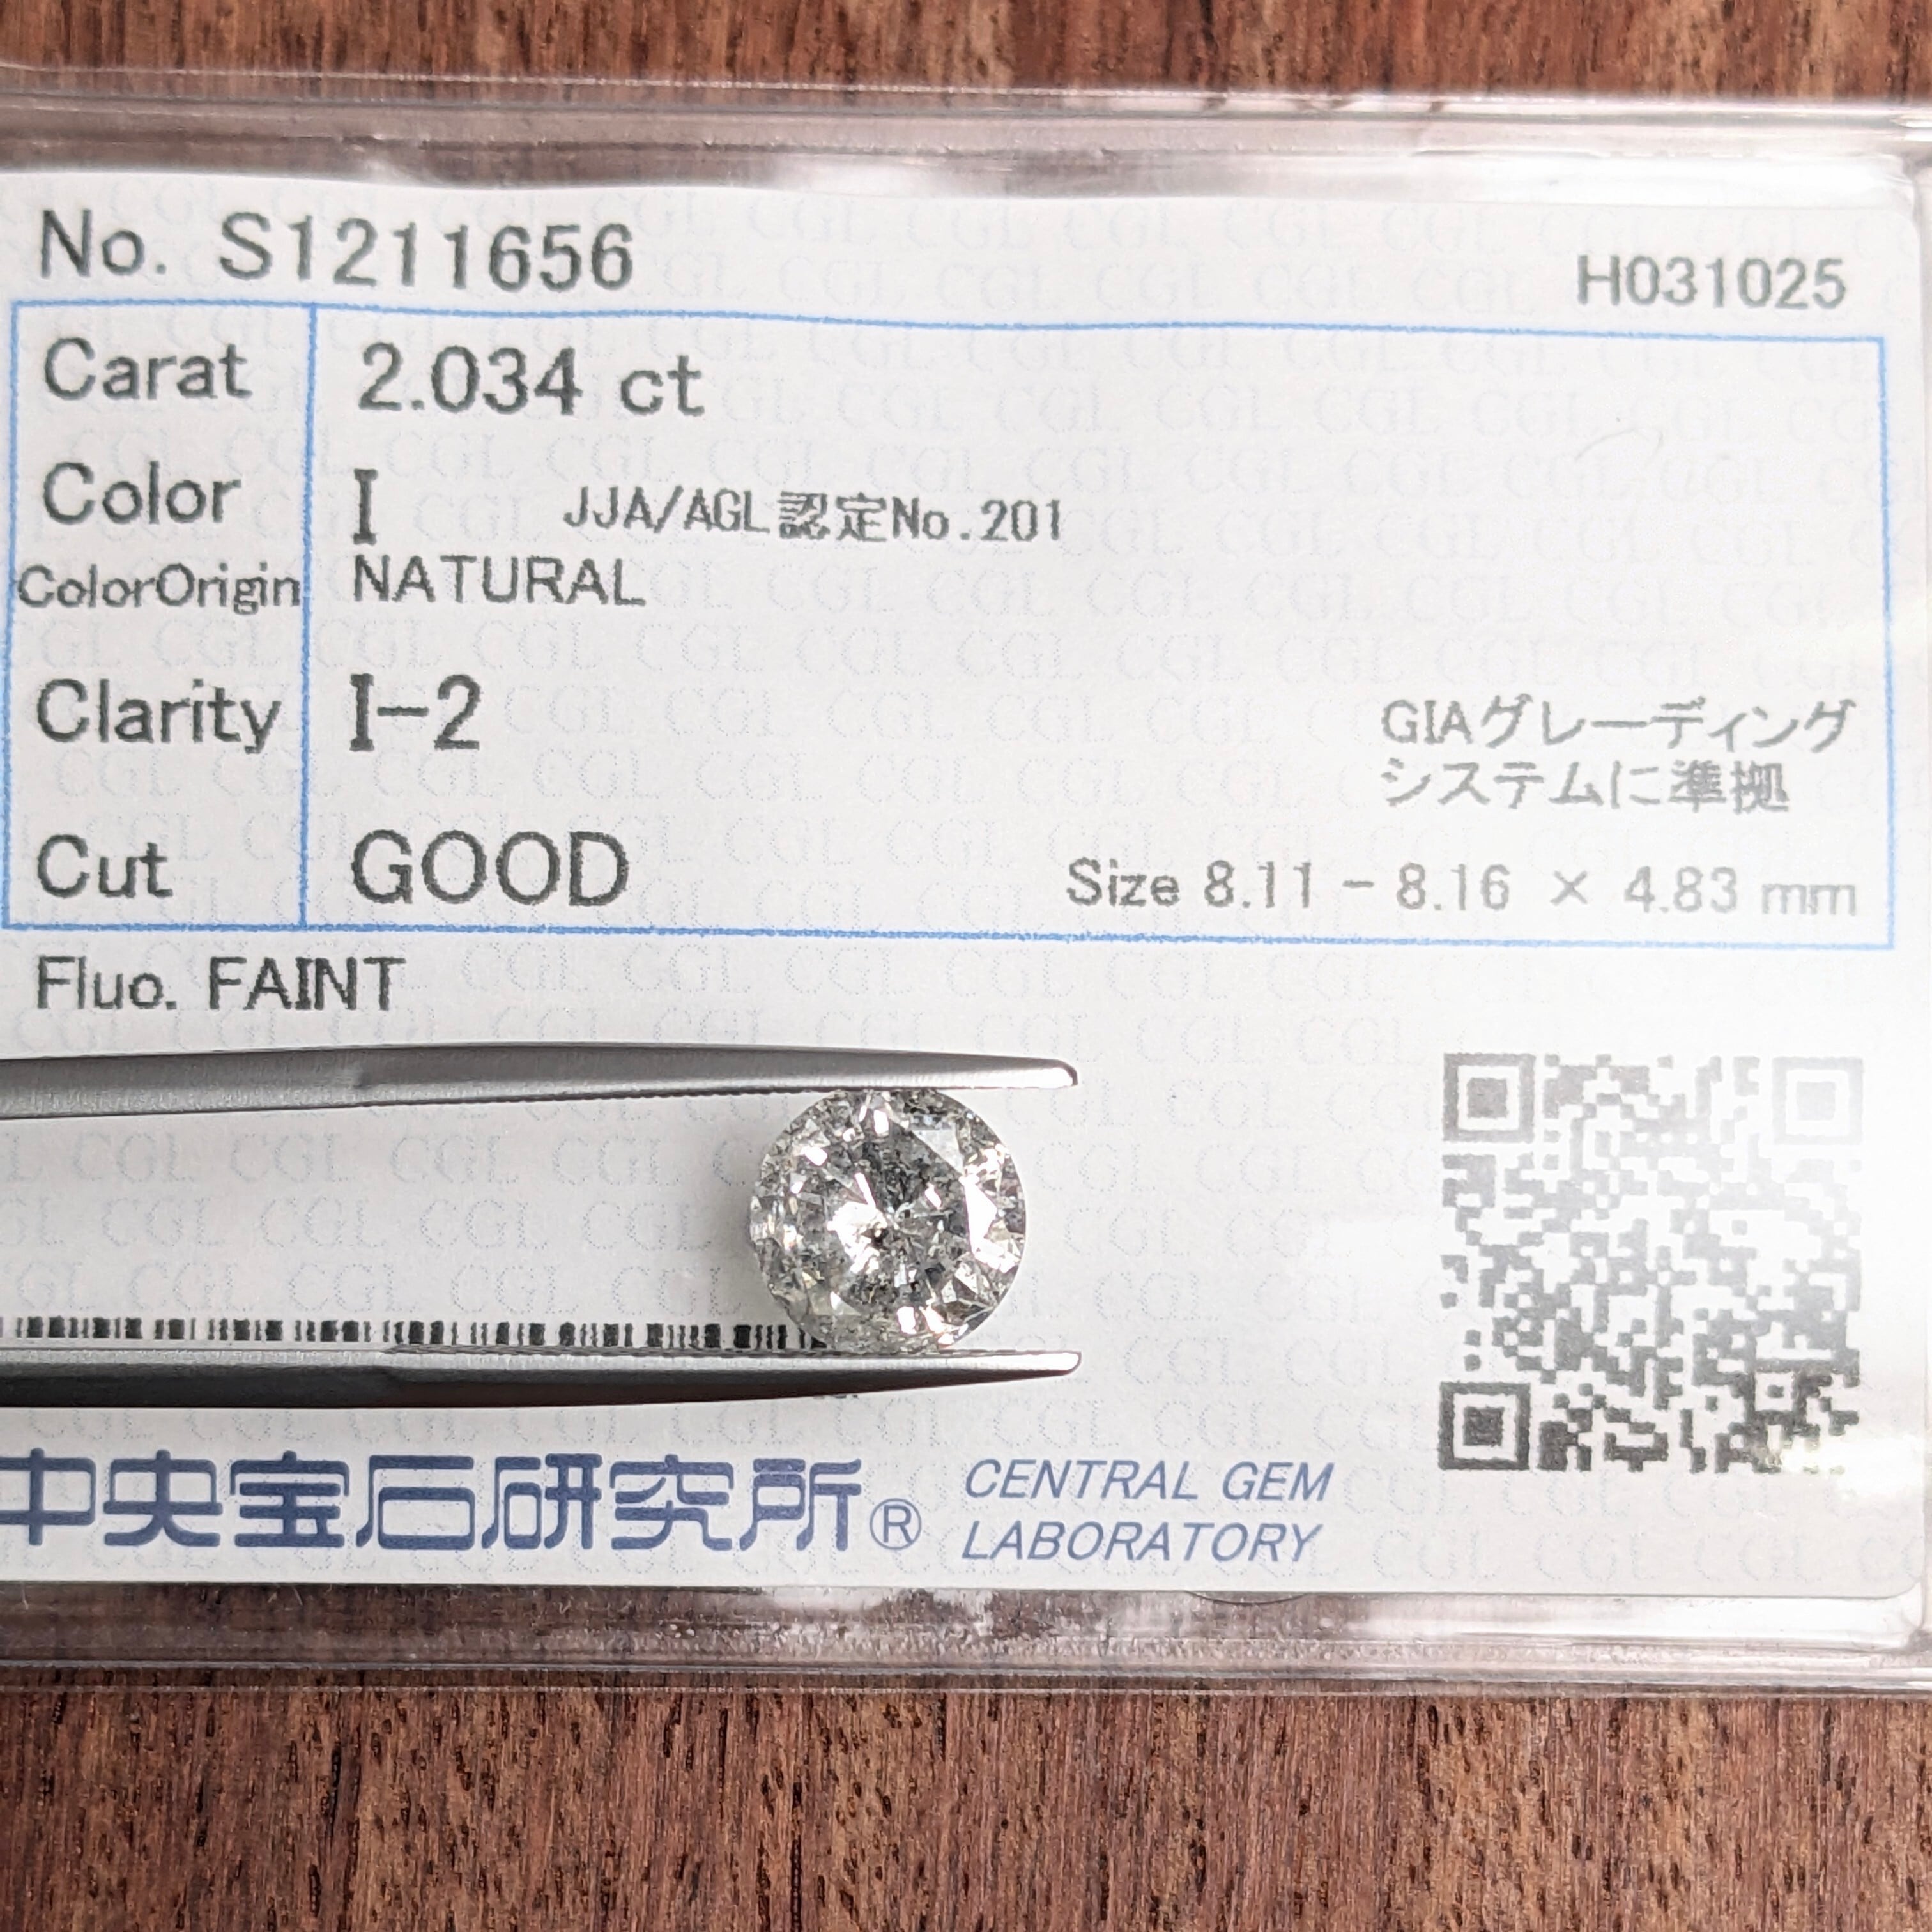 No. S1211656
H031025
Carat 2.034 ct
Color I JJA/AGL認定No.201
ColorOrigin NATURAL
Clarity I-2
GIAグレーディング
システムに準拠
Cut GOOD
Size 8.11 - 8.16 × 4.83 mm
Fluo. FAINT
中央宝石研究所®
CENTRAL GEM
LABORATORY